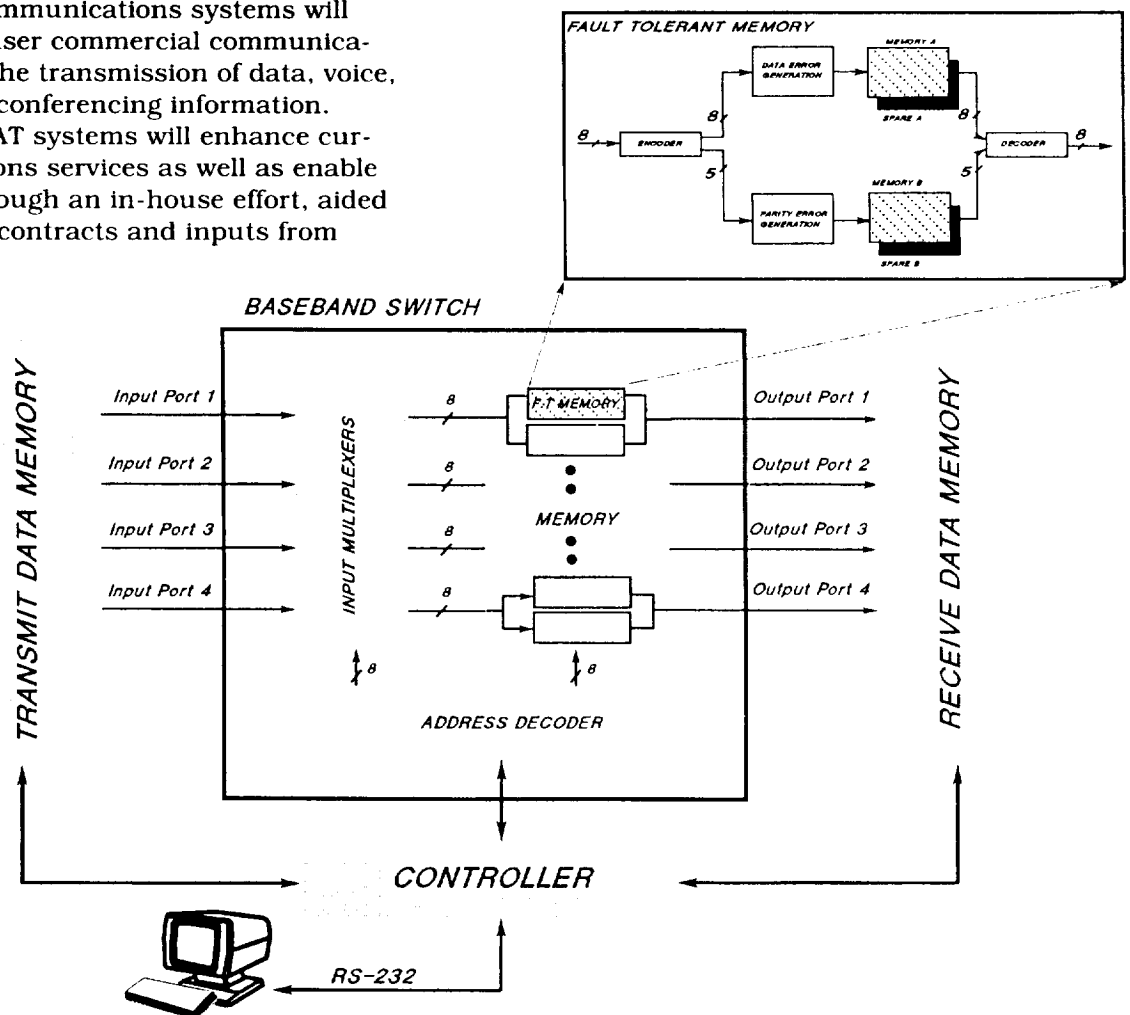 mmunications systems will
ser commercial communica-
he transmission of data, voice,
conferencing information.
AT systems will enhance cur-
ons services as well as enable
ough an in-house effort, aided
contracts and inputs from
FAULT TOLERANT MEMORY
DATA ERROR
GENERATION
MEMORY A
SPARE A
8
8
ENCODER
8
DECODER
8
5
5
PARITY ERROR
GENERATION
MEMORY B
SPARE B
BASEBAND SWITCH
TRANSMIT DATA MEMORY
Input Port 1
Input Port 2
Input Port 3
Input Port 4
INPUT MULTIPLEXERS
8
8
8
8
F.T MEMORY
MEMORY
8
8
ADDRESS DECODER
Output Port 1
Output Port 2
Output Port 3
Output Port 4
RECEIVE DATA MEMORY
CONTROLLER
RS-232